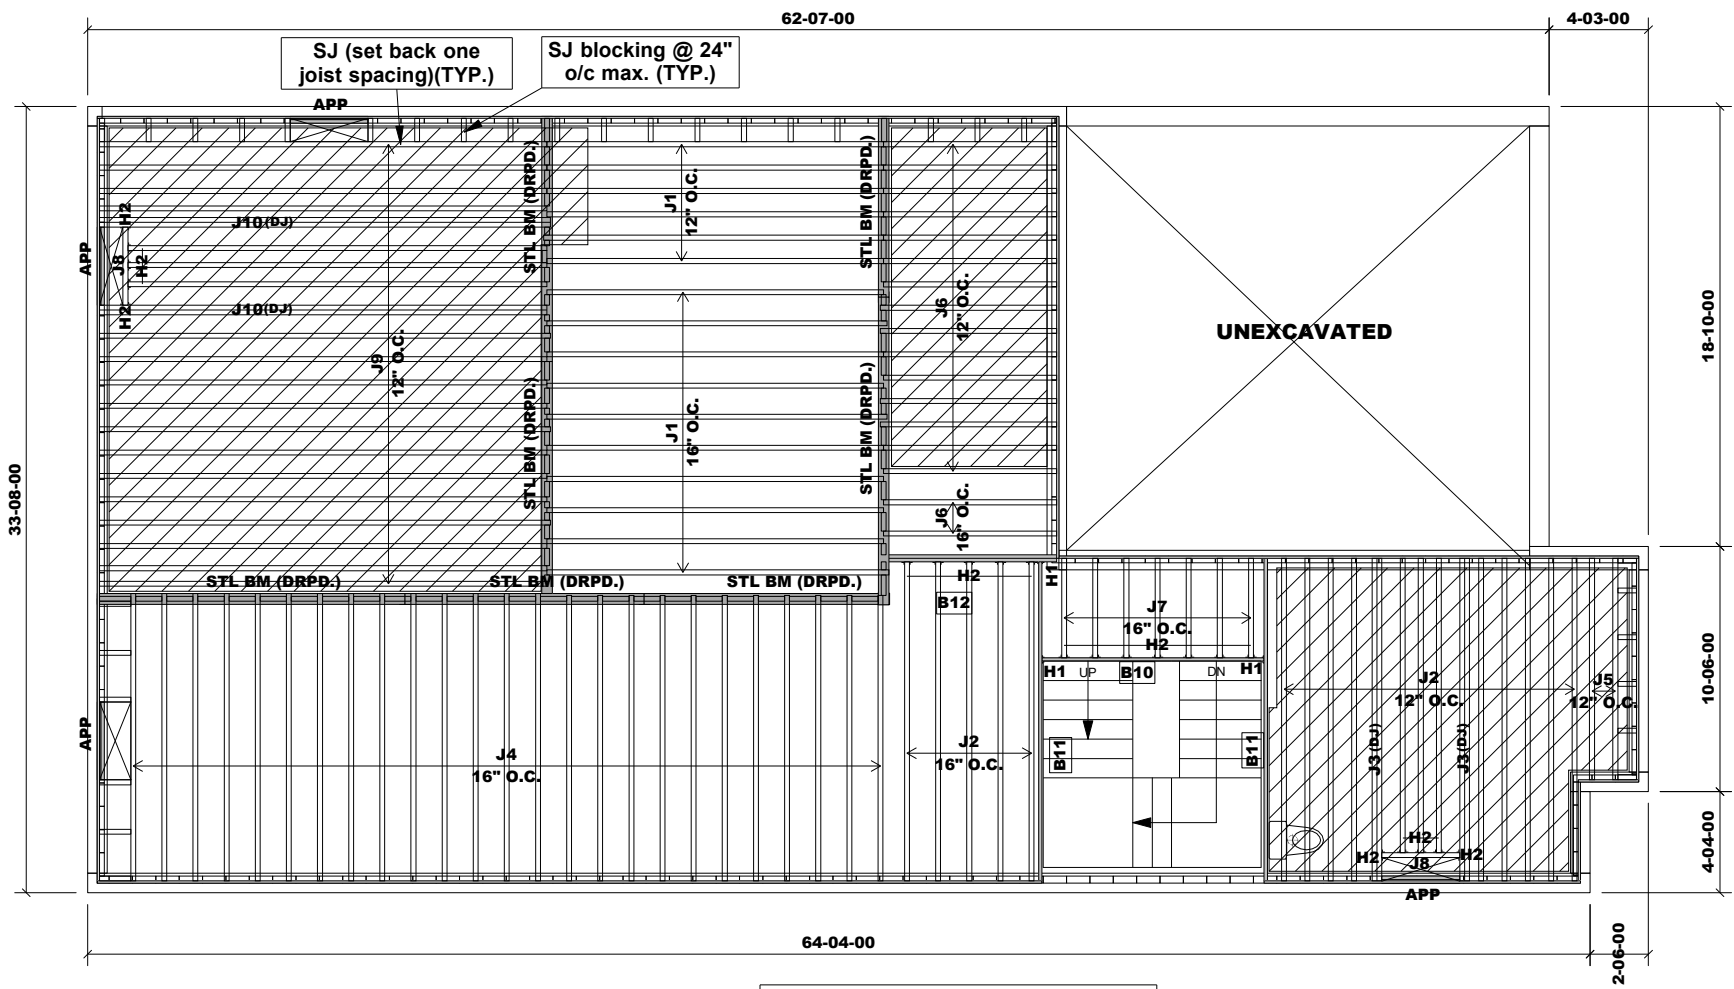 62-07-00
4-03-00
SJ (set back one
joist spacing)(TYP.)
SJ blocking @ 24"
o/c max. (TYP.)
APP
STL BM (DRPD.)
J1
12" O.C.
STL BM (DRPD.)
H2
J10(DJ)
APP
J8
H2
H2
J10(DJ)
J9
12" O.C.
J6
12" O.C.
UNEXCAVATED
18-10-00
STL BM (DRPD.)
J1
16" O.C.
STL BM (DRPD.)
33-08-00
J6
16" O.C.
STL BM (DRPD.)
STL BM (DRPD.)
STL BM (DRPD.)
H2
H1
B12
J7
16" O.C.
H2
H1
UP
B10
DN
H1
J2
12" O.C.
J5
12" O.C.
10-06-00
APP
J4
16" O.C.
J2
16" O.C.
B11
B11
J3(DJ)
J3(DJ)
H2
H2
J8
H2
APP
4-04-00
64-04-00
2-06-00